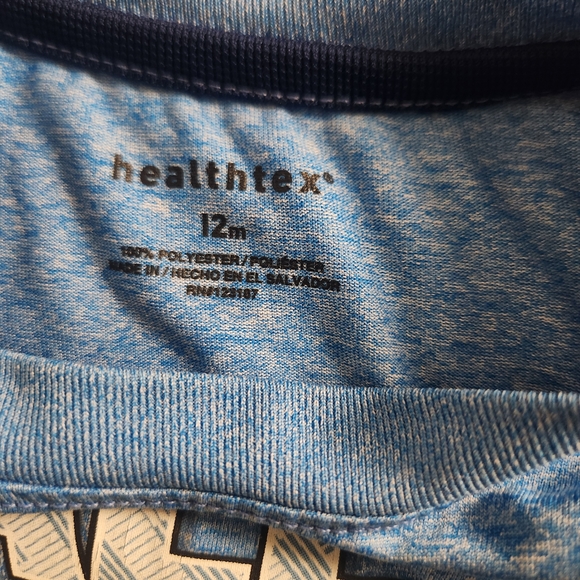 healthtex®
12m
100% POLYESTER / POLIÉSTER
MADE IN / HECHO EN EL SALVADOR
RN#123187